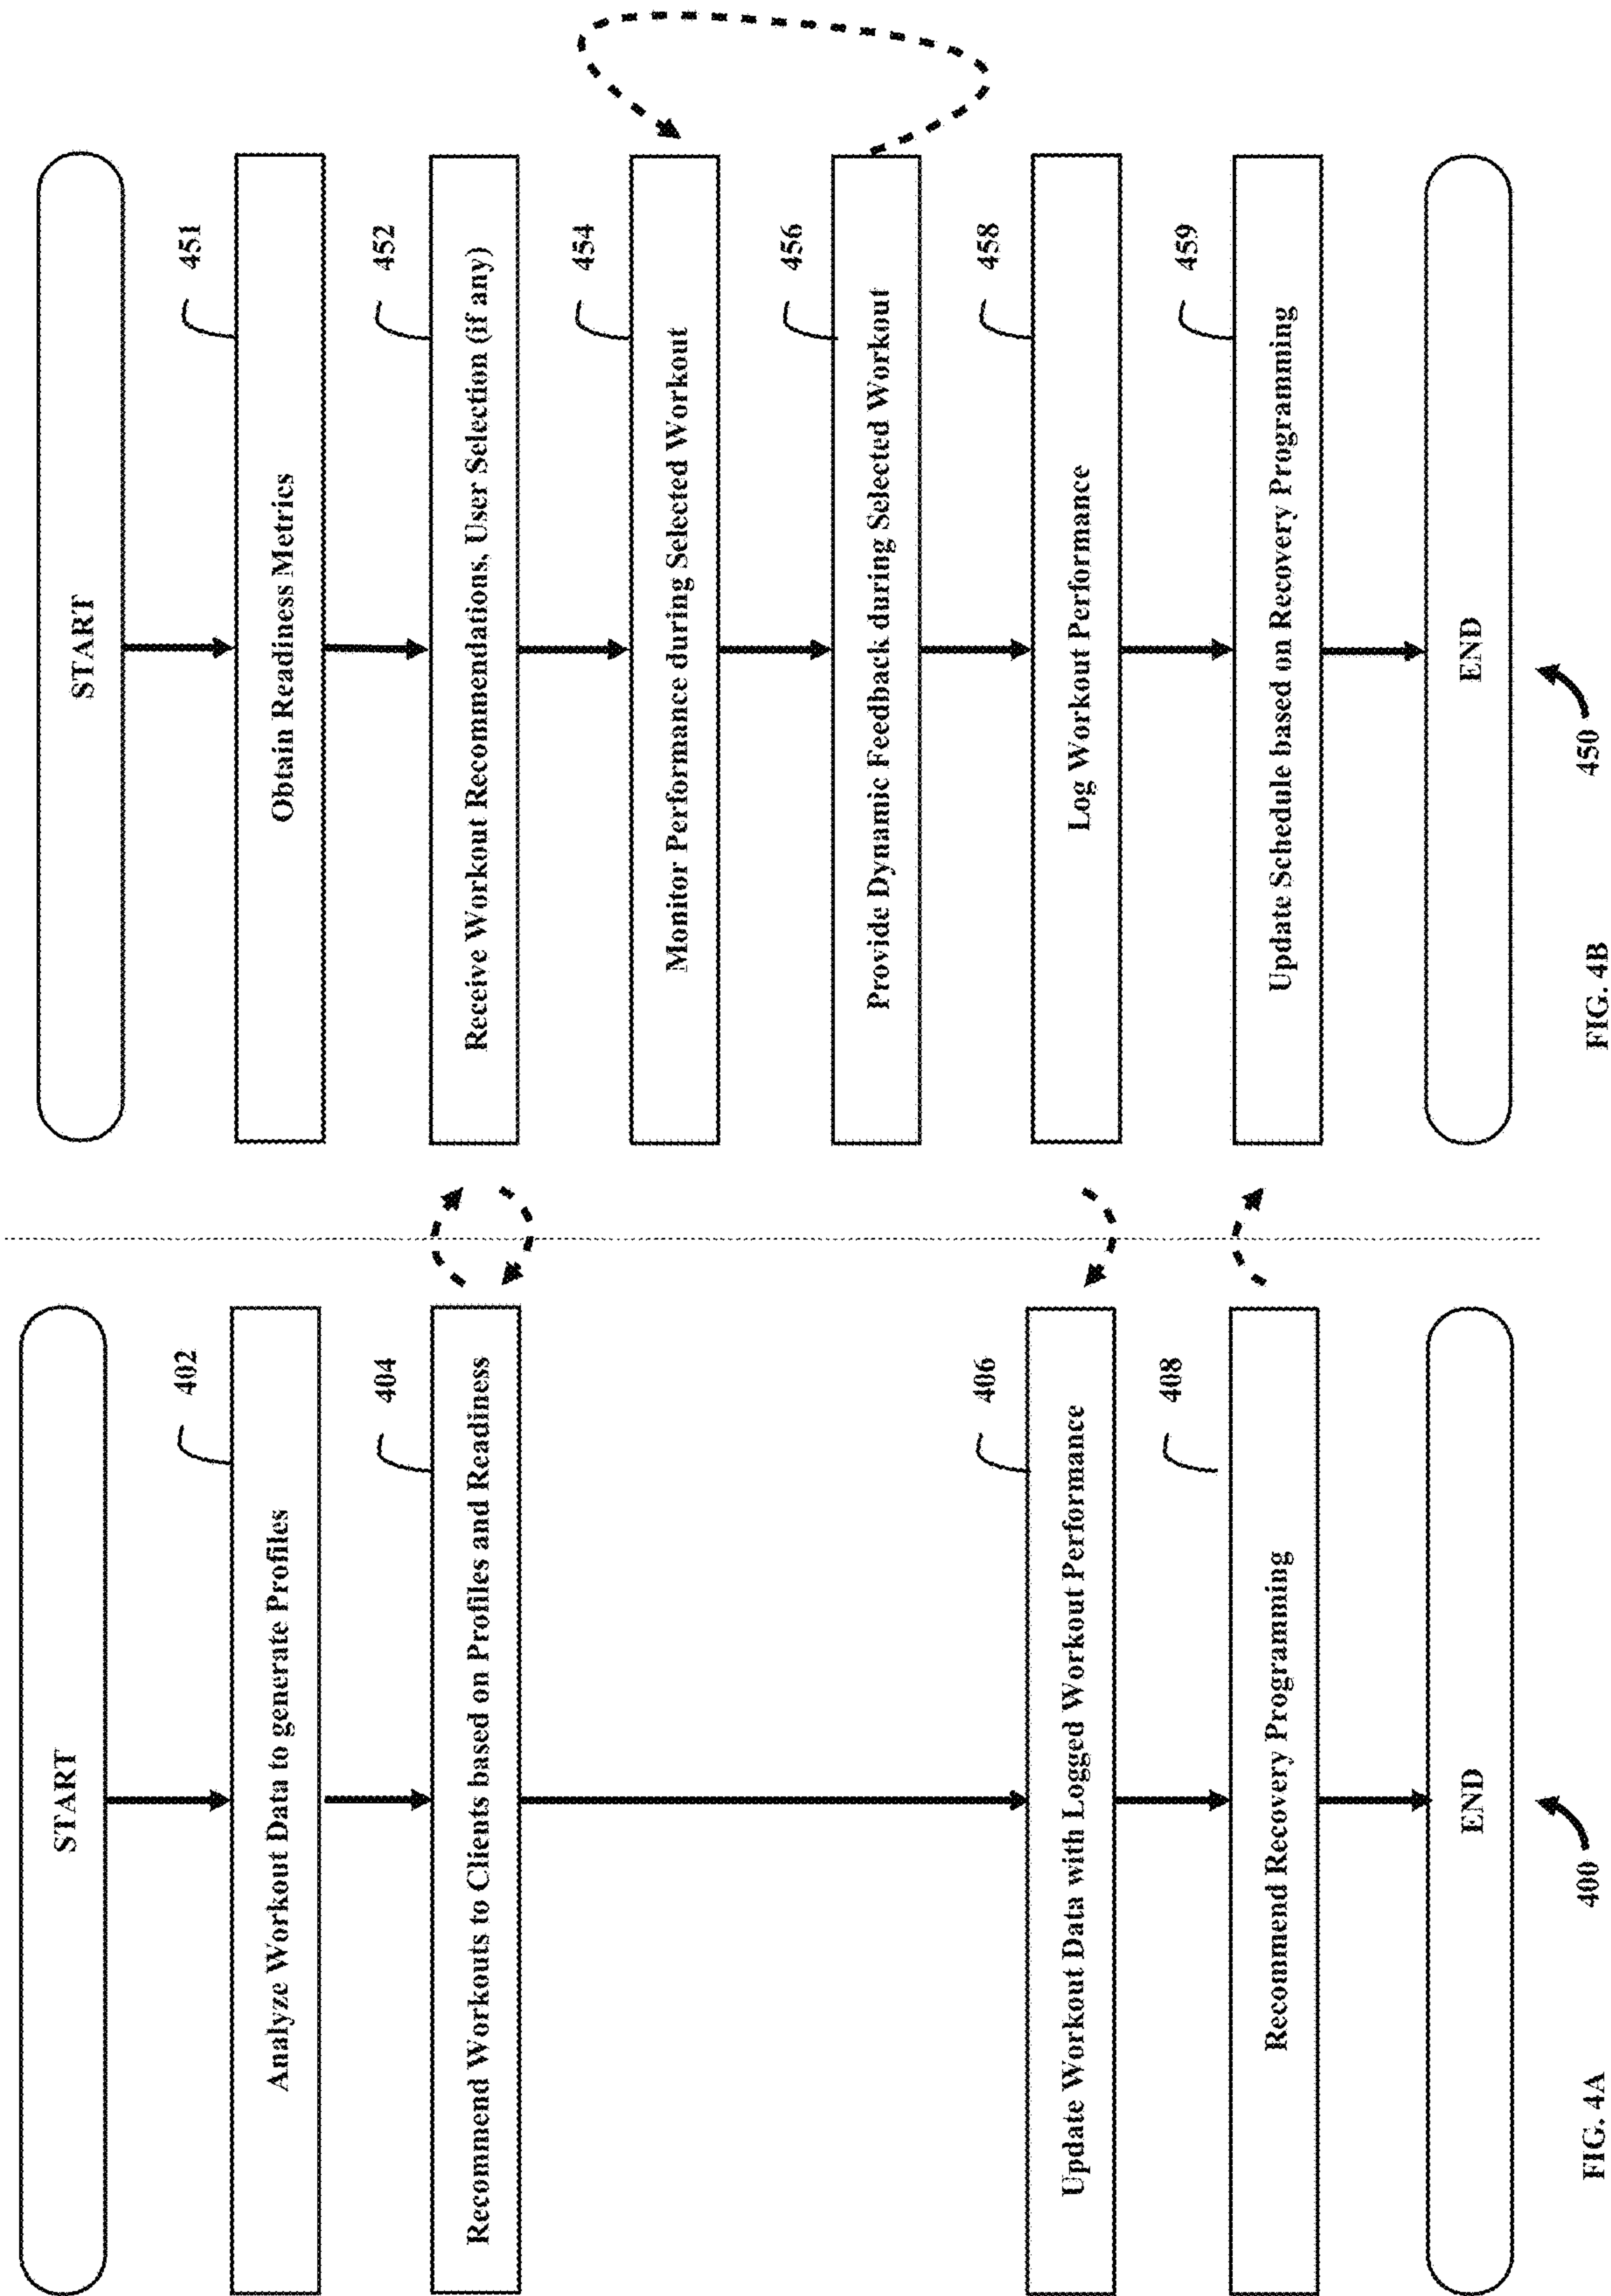 START
402
Analyze Workout Data to generate Profiles
404
Recommend Workouts to Clients based on Profiles and Readiness
406
Update Workout Data with Logged Workout Performance
408
Recommend Recovery Programming
END
400
FIG. 4A
START
451
Obtain Readiness Metrics
452
Receive Workout Recommendations, User Selection (if any)
454
Monitor Performance during Selected Workout
456
Provide Dynamic Feedback during Selected Workout
458
Log Workout Performance
459
Update Schedule based on Recovery Programming
END
450
FIG. 4B